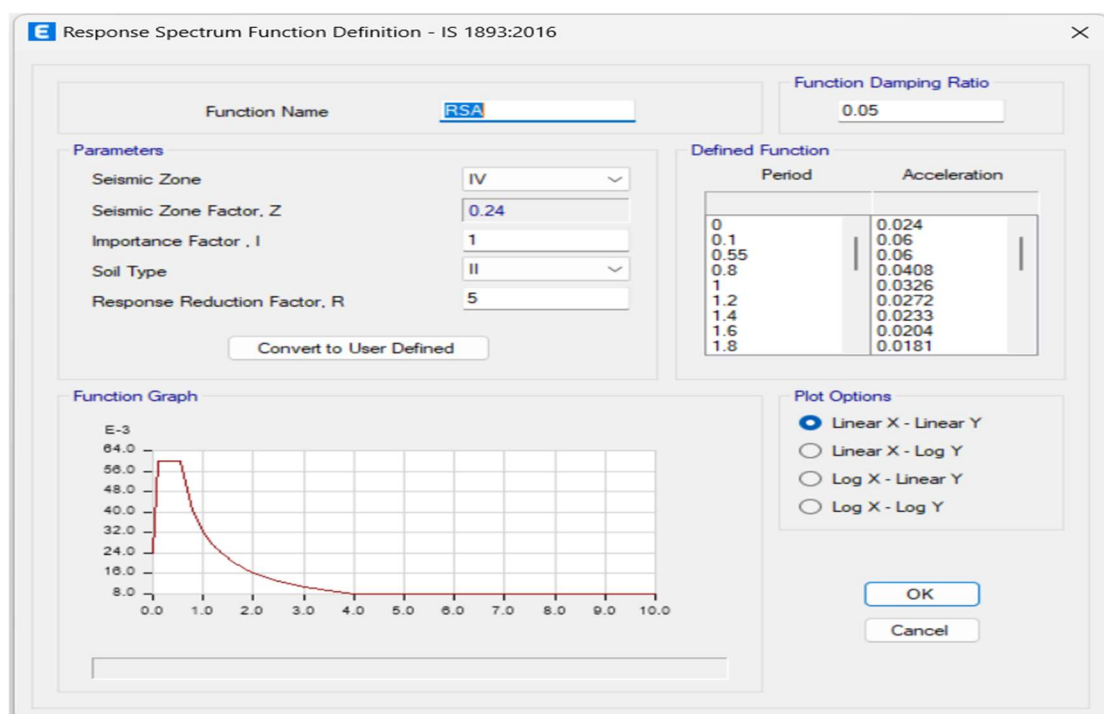 E Response Spectrum Function Definition - IS 1893:2016
Function Name RSA
Function Damping Ratio
0.05
Parameters
Seismic Zone IV
Seismic Zone Factor, Z 0.24
Importance Factor , I 1
Soil Type II
Response Reduction Factor, R 5
Convert to User Defined
Defined Function
Period Acceleration
0 0.024
0.1 0.06
0.55 0.06
0.8 0.0408
1 0.0326
1.2 0.0272
1.4 0.0233
1.6 0.0204
1.8 0.0181
Function Graph
E-3
64.0
56.0
48.0
40.0
32.0
24.0
16.0
8.0
0.0 1.0 2.0 3.0 4.0 5.0 6.0 7.0 8.0 9.0 10.0
Plot Options
Linear X - Linear Y
Linear X - Log Y
Log X - Linear Y
Log X - Log Y
OK
Cancel